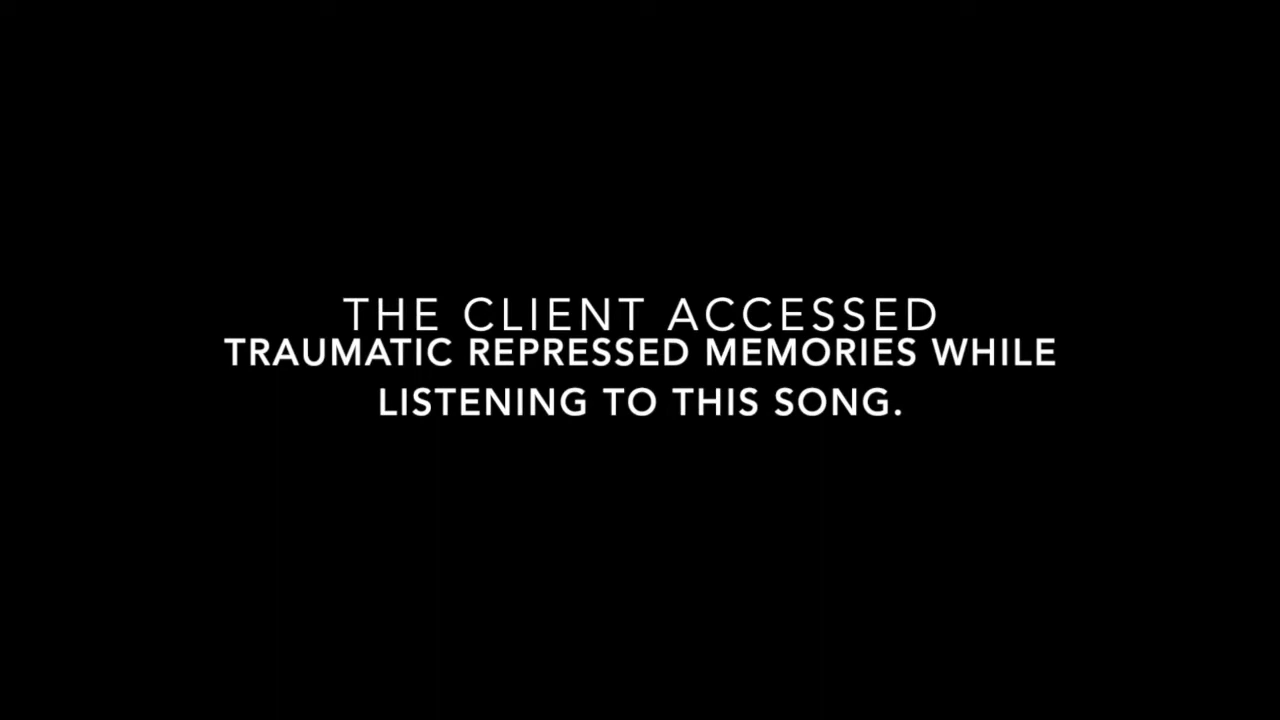 THE CLIENT ACCESSED
TRAUMATIC REPRESSED MEMORIES WHILE
LISTENING TO THIS SONG.